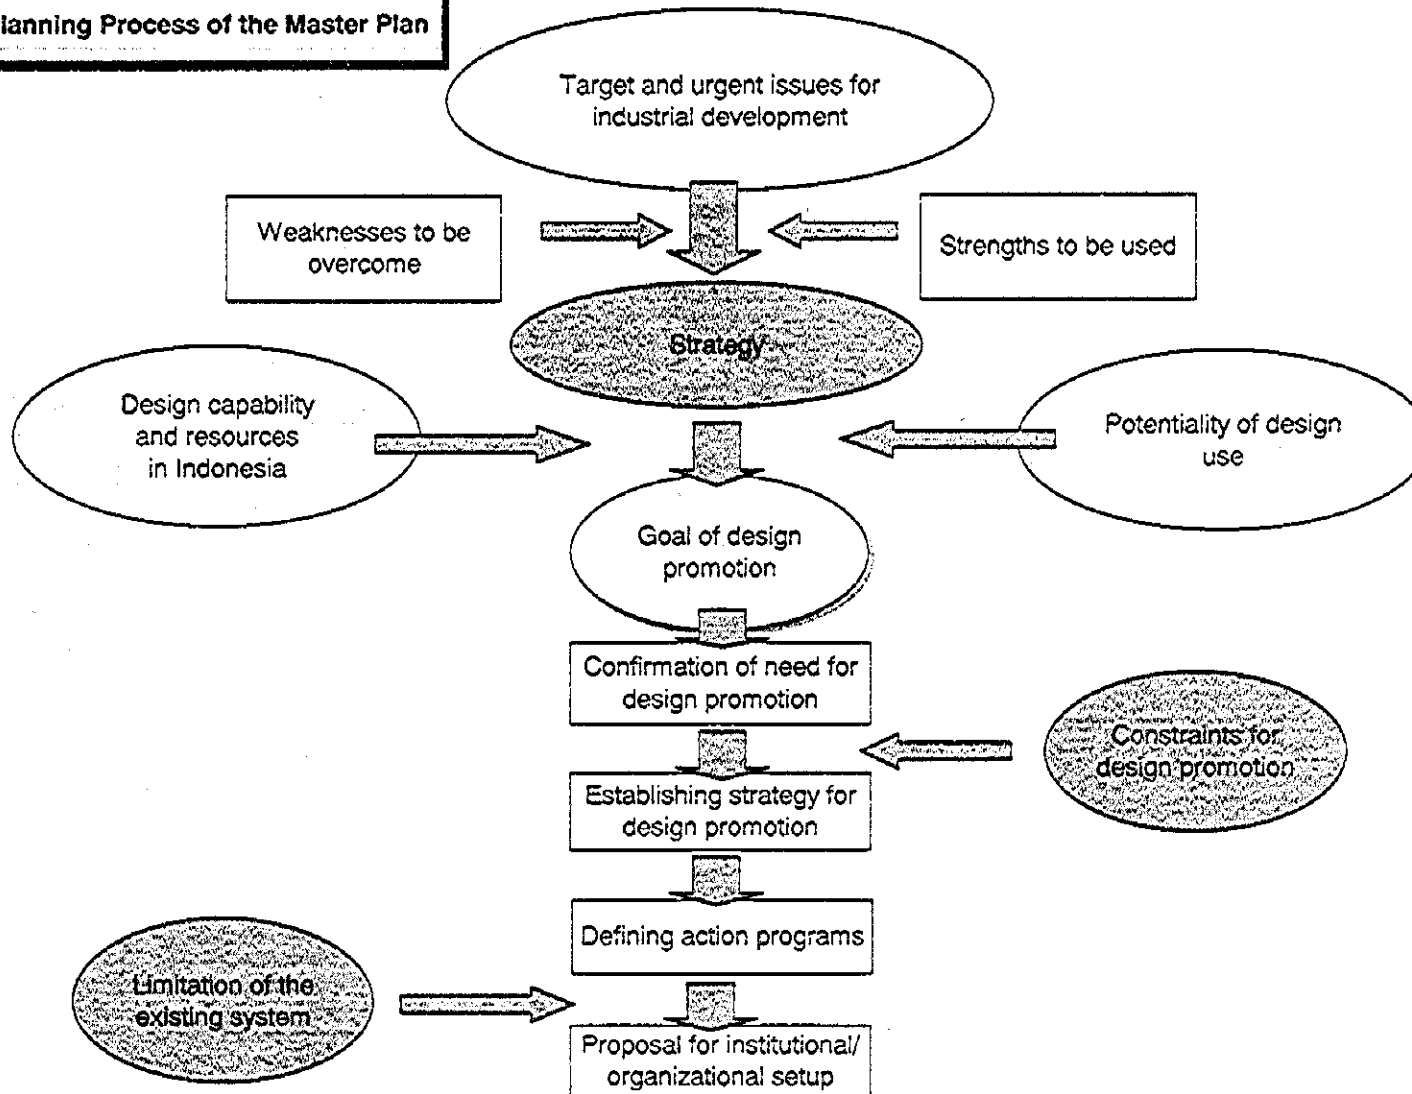 lanning Process of the Master Plan
Target and urgent issues for
industrial development
Weaknesses to be
overcome
Strengths to be used
Strategy
Design capability
and resources
in Indonesia
Potentiality of design
use
Goal of design
promotion
Confirmation of need for
design promotion
Constraints for
design promotion
Establishing strategy for
design promotion
Defining action programs
Limitation of the
existing system
Proposal for institutional/
organizational setup